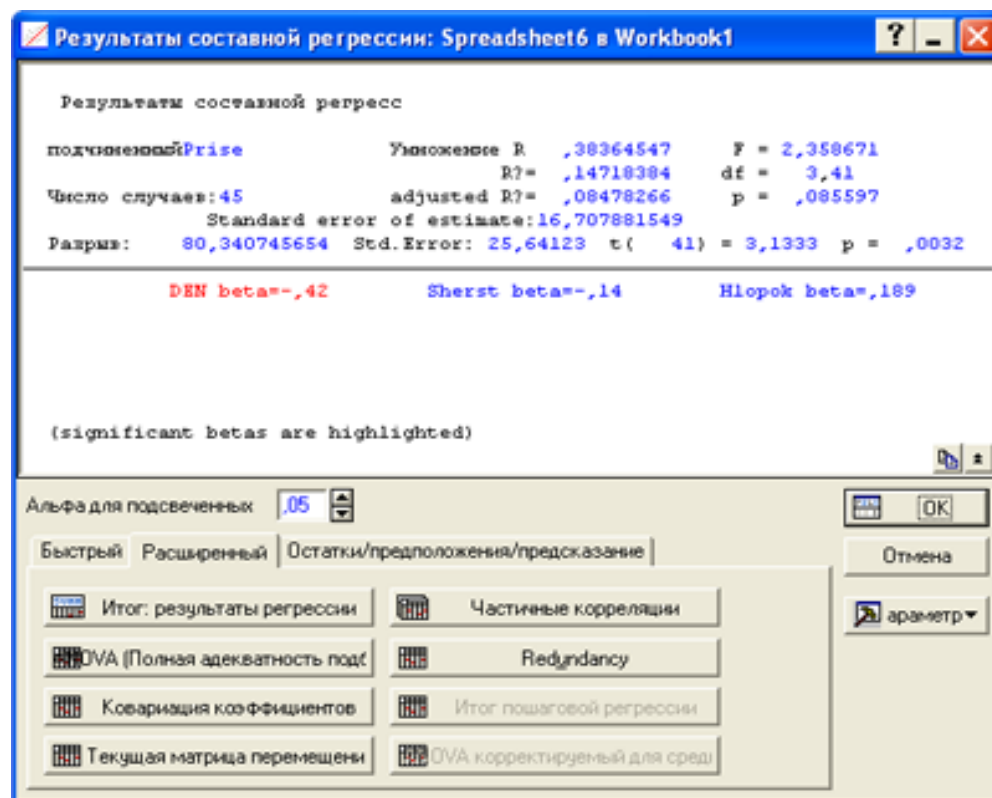 Результаты составной регрессии: Spreadsheet6 в Workbook1
Результаты составной регресс
подчиненныйPrise Умножение R ,38364547 F = 2,358671
R?= ,14718384 df = 3,41
Число случаев:45 adjusted R?= ,08478266 p = ,085597
Standard error of estimate:16,707881549
Разрыв: 80,340745654 Std.Error: 25,64123 t( 41) = 3,1333 p = ,0032
DEN beta=-,42 Sherst beta=-,14 Hlopok beta=,189
(significant betas are highlighted)
Альфа для подсвеченных ,05
OK
Быстрый Расширенный Остатки/предположения/предсказание
Отмена
Итог: результаты регрессии Частичные корреляции
араметр
OVA (Полная адекватность подб Redundancy
Ковариация коэффициентов Итог пошаговой регрессии
Текущая матрица перемещени OVA корректируемый для средн